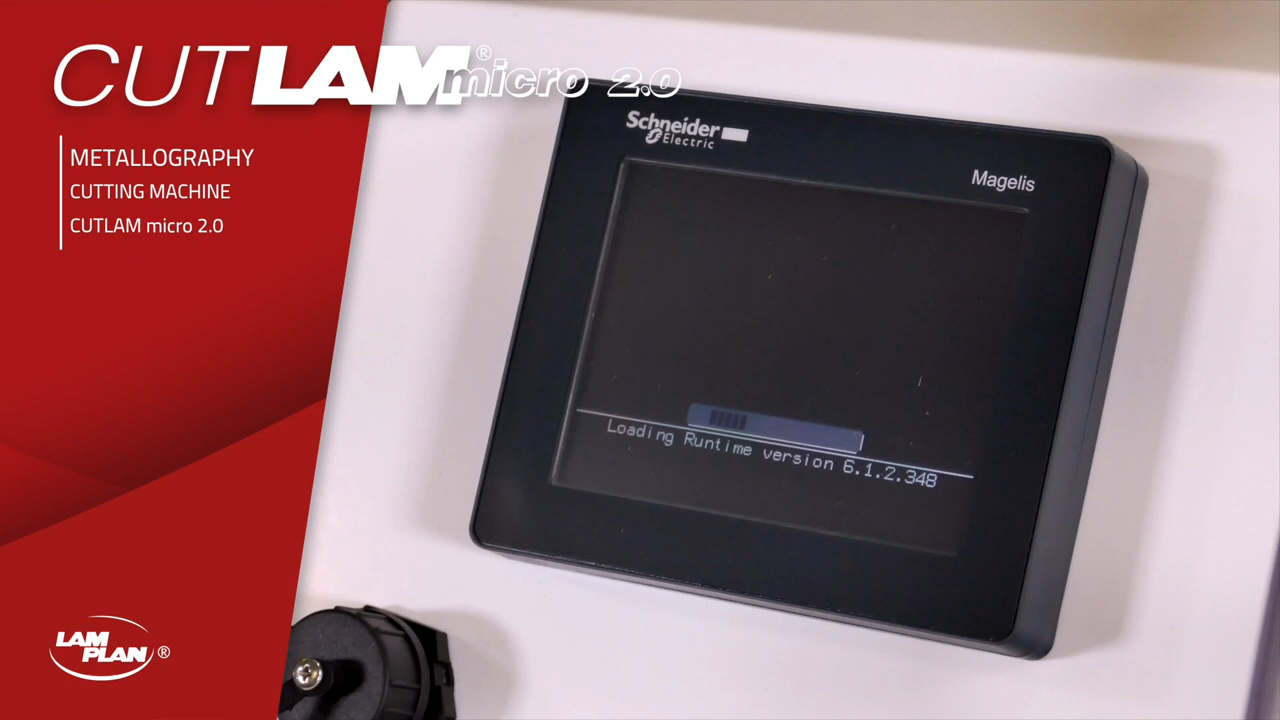 CUTLAM® micro 2.0
METALLOGRAPHY
CUTTING MACHINE
CUTLAM micro 2.0
Schneider
Electric
Magelis
Loading Runtime version 6.1.2.348
LAM
PLAN ®